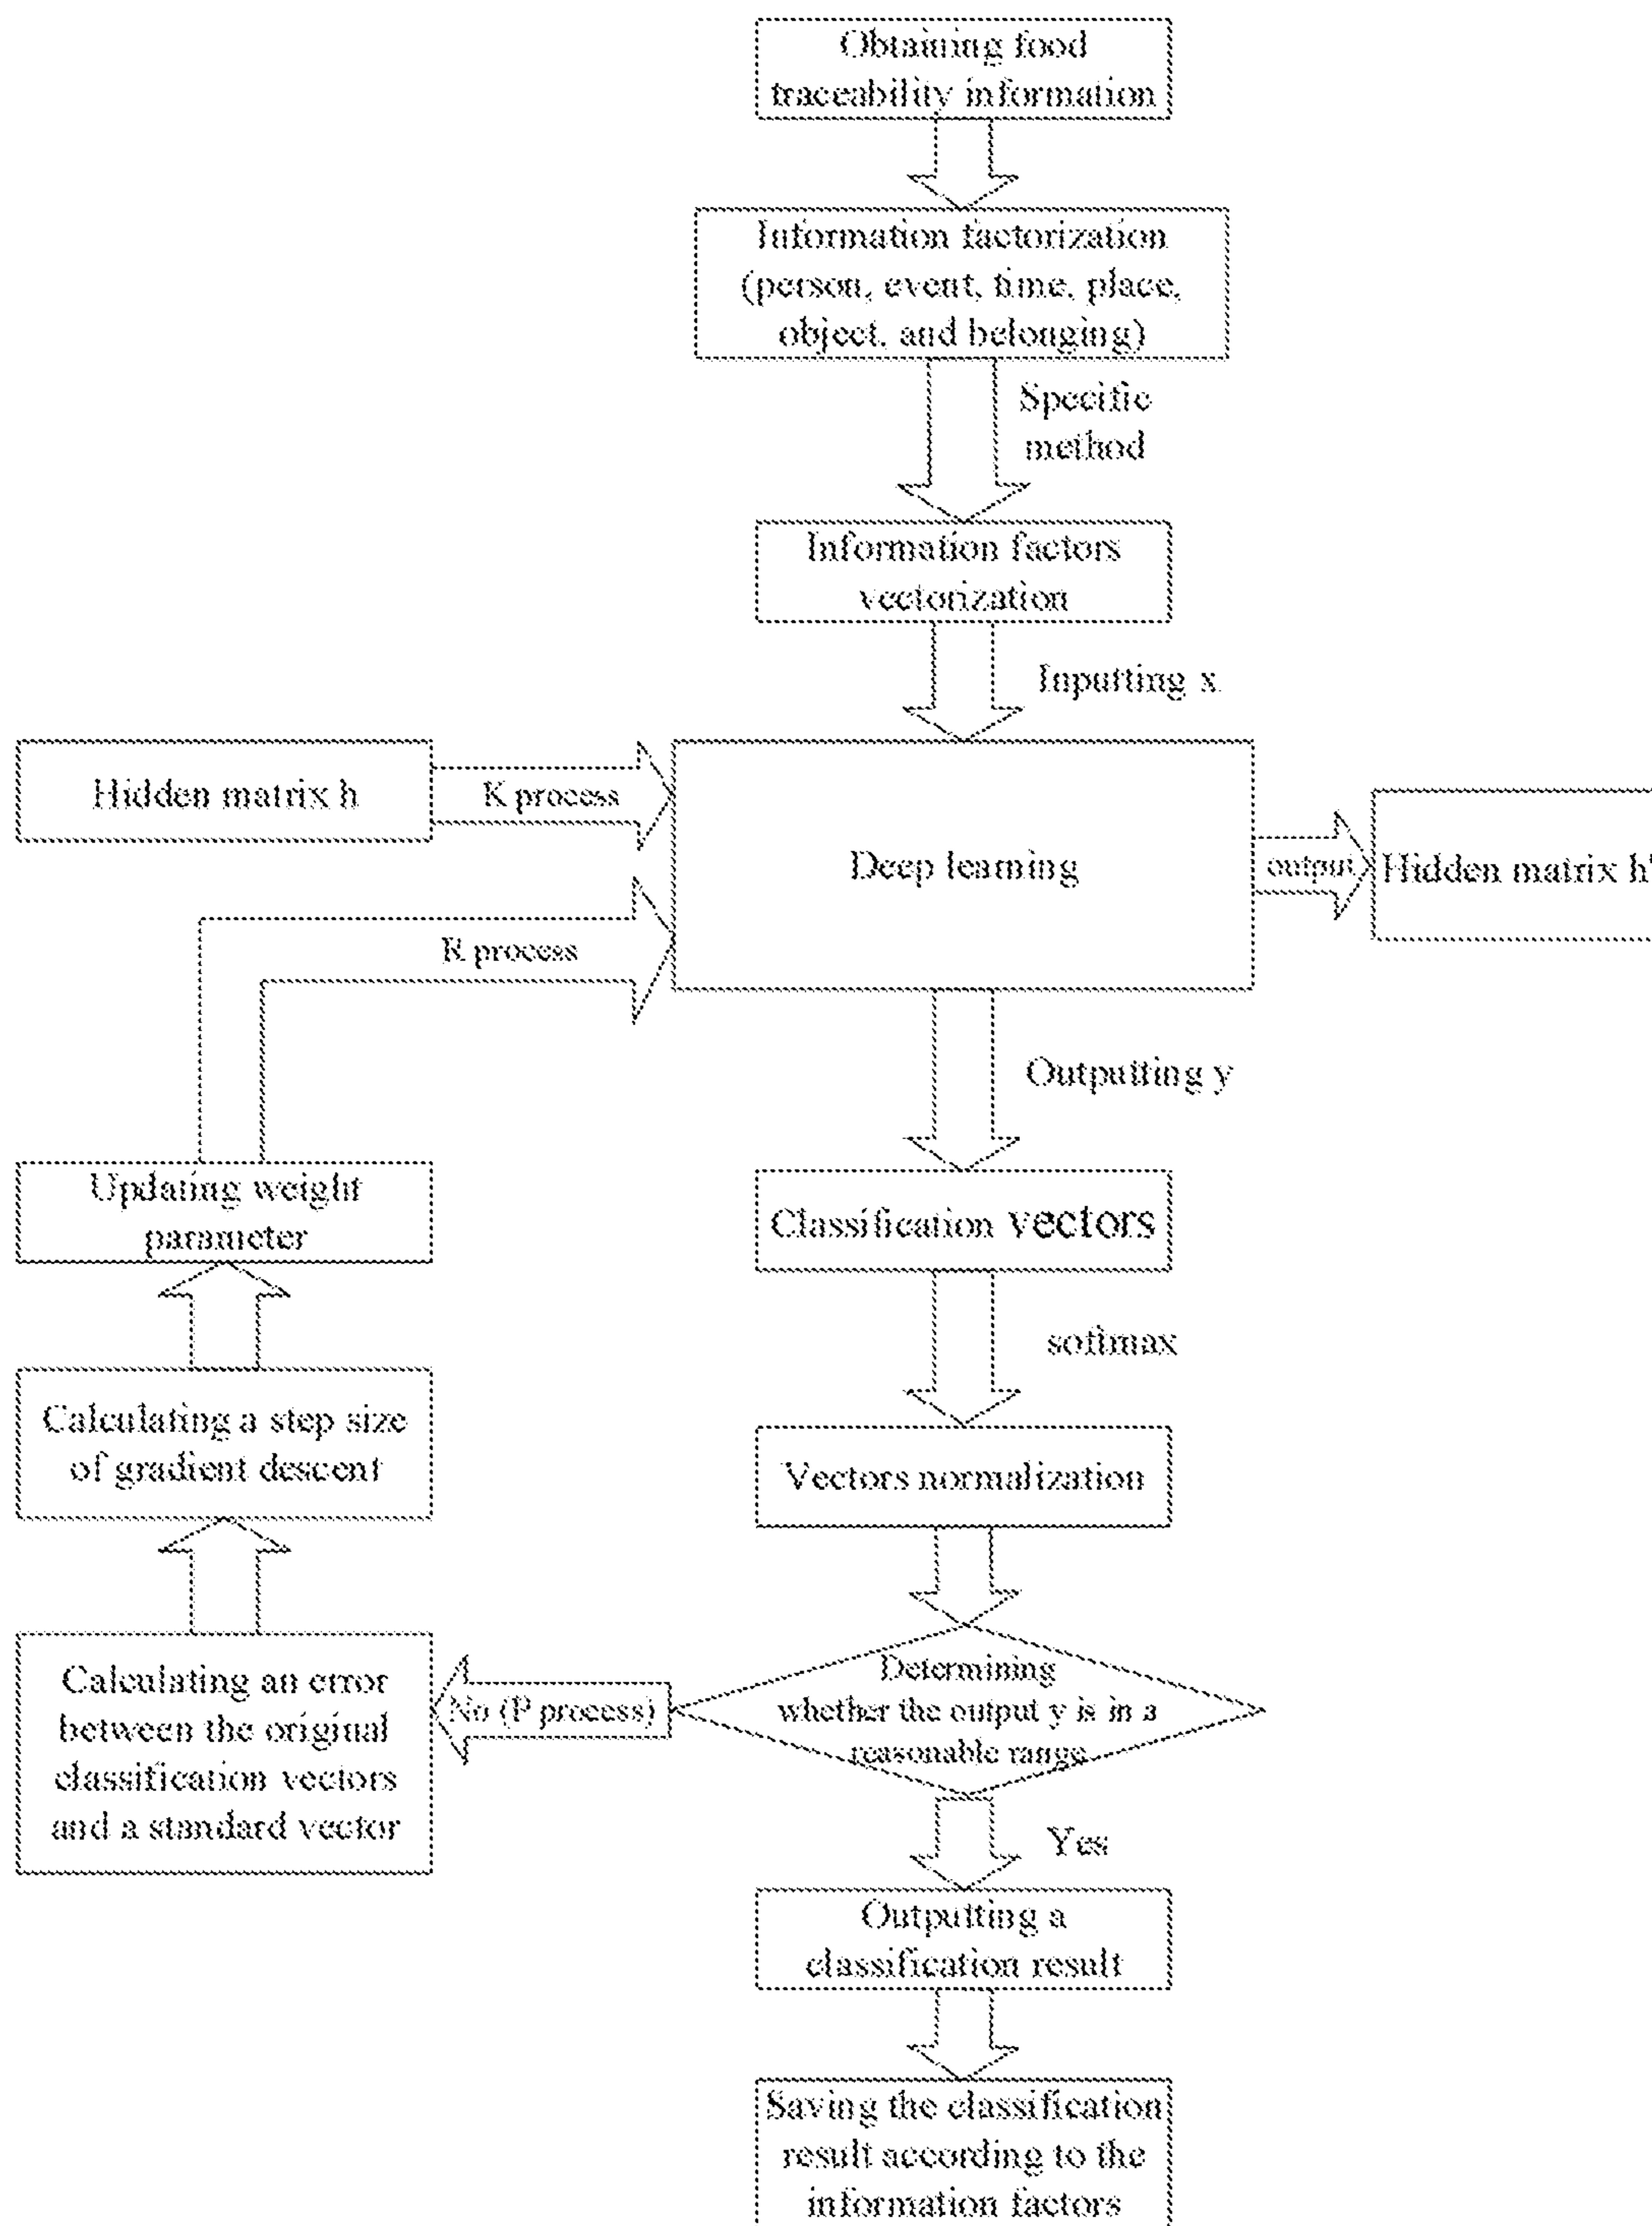 Obtaining food
traceability information
Information factorization
(person, event, time, place,
object, and belonging)
Specific
method
Information factors
vectorization
Inputting x
Hidden matrix h
K process
Deep learning
output
Hidden matrix h'
R process
Outputting y
Updating weight
parameter
Classification vectors
softmax
Calculating a step size
of gradient descent
Vectors normalization
Calculating an error
between the original
classification vectors
and a standard vector
No (P process)
Determining
whether the output y is in a
reasonable range
Yes
Outputting a
classification result
Saving the classification
result according to the
information factors